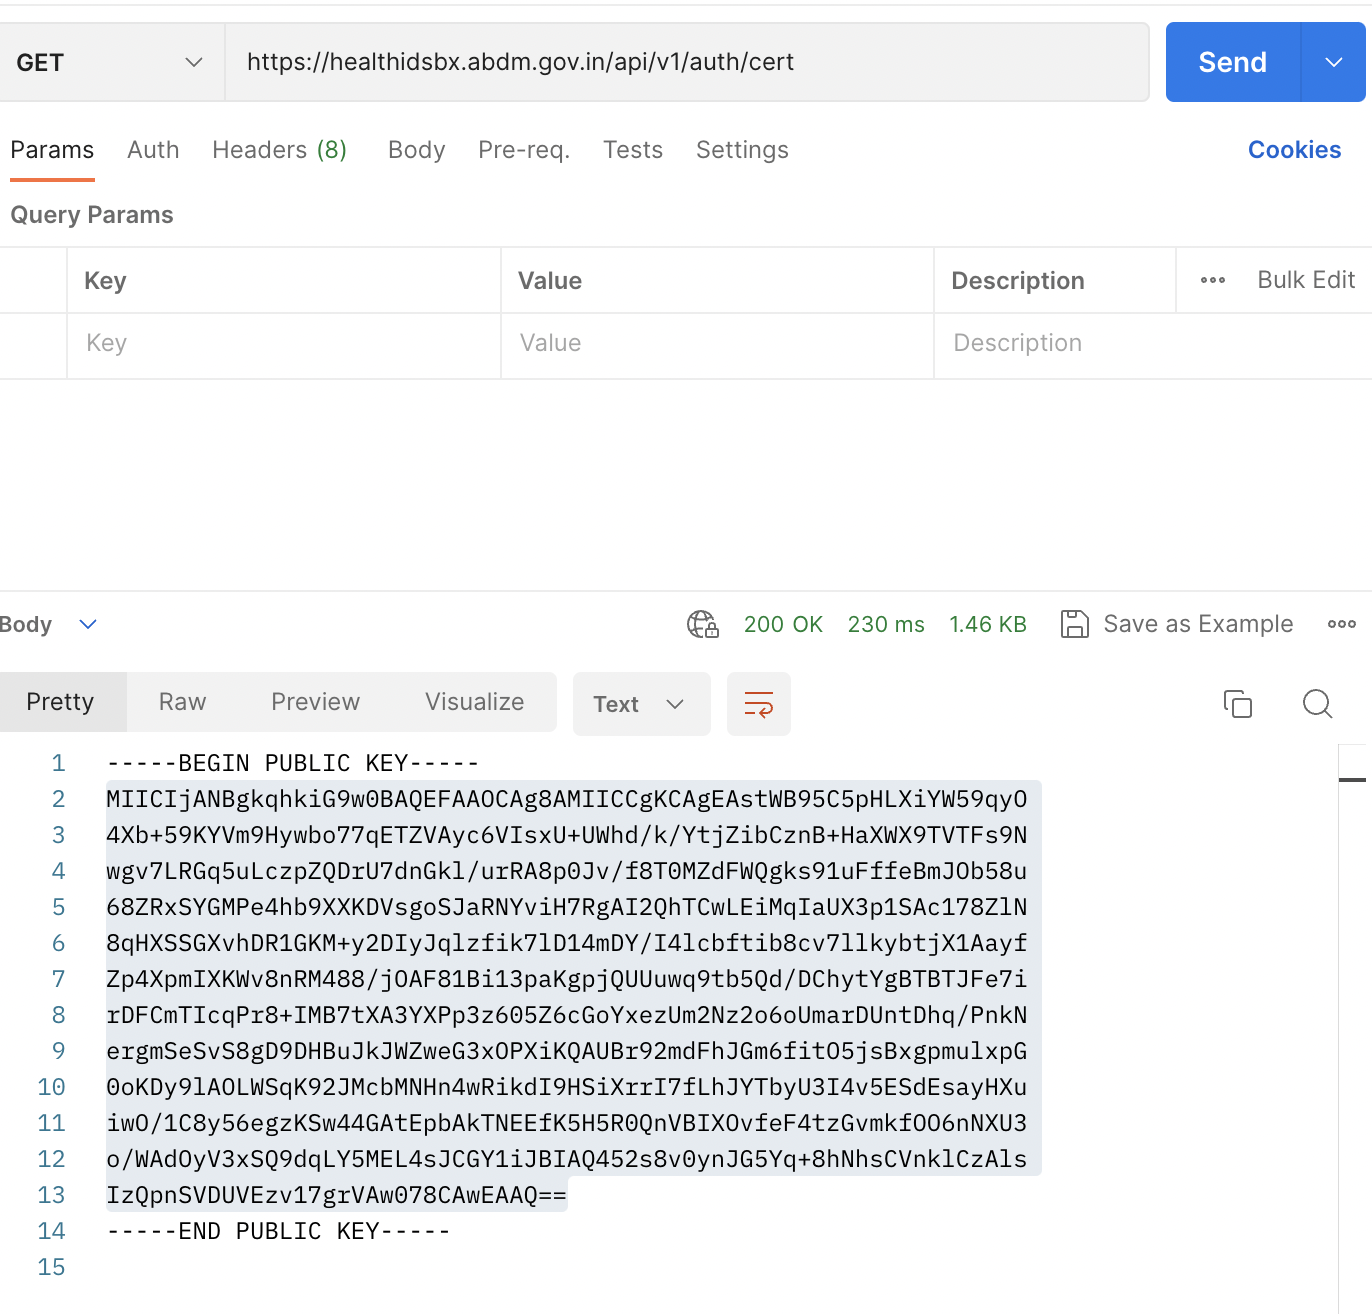 GET
https://healthidsbx.abdm.gov.in/api/v1/auth/cert
Send
Params Auth Headers (8) Body Pre-req. Tests Settings Cookies
Query Params
Key Value Description Bulk Edit
Key Value Description
Body 200 OK 230 ms 1.46 KB Save as Example
Pretty Raw Preview Visualize Text
1 -----BEGIN PUBLIC KEY-----
2 MIICIjANBgkqhkiG9w0BAQEFAAOCAg8AMIICCgKCAgEAstWB95C5pHLXiYW59qyO
3 4Xb+59KYVm9Hywbo77qETZVAyc6VIsxU+UWhd/k/YtjZibCznB+HaXWX9TVTFs9N
4 wgv7LRGq5uLczpZQDrU7dnGkl/urRA8p0Jv/f8T0MZdFWQgks91uFffeBmJOb58u
5 68ZRxSYGMPe4hb9XXKDVsgoSJaRNYviH7RgAI2QhTCwLEiMqIaUX3p1SAc178ZlN
6 8qHXSSGXvhDR1GKM+y2DIyJqlzfik7lD14mDY/I4lcbftib8cv7llkybtjX1Aayf
7 Zp4XpmIXKWv8nRM488/jOAF81Bi13paKgpjQUUuwq9tb5Qd/DChytYgBTBTJFe7i
8 rDFCmTIcqPr8+IMB7tXA3YXPp3z605Z6cGoYxezUm2Nz2o6oUmarDUntDhq/PnkN
9 ergmSeSvS8gD9DHBuJkJWZweG3xOPXiKQAUBr92mdFhJGm6fitO5jsBxgpmulxpG
10 0oKDy9lAOLWSqK92JMcbMNHn4wRikdI9HSiXrrI7fLhJYTbyU3I4v5ESdEsayHXu
11 iwO/1C8y56egzKSw44GAtEpbAkTNEEfK5H5R0QnVBIXOvfeF4tzGvmkfOO6nNXU3
12 o/WAdOyV3xSQ9dqLY5MEL4sJCGY1iJBIAQ452s8v0ynJG5Yq+8hNhsCVnklCzAls
13 IzQpnSVDUVEzv17grVAw078CAwEAAQ==
14 -----END PUBLIC KEY-----
15